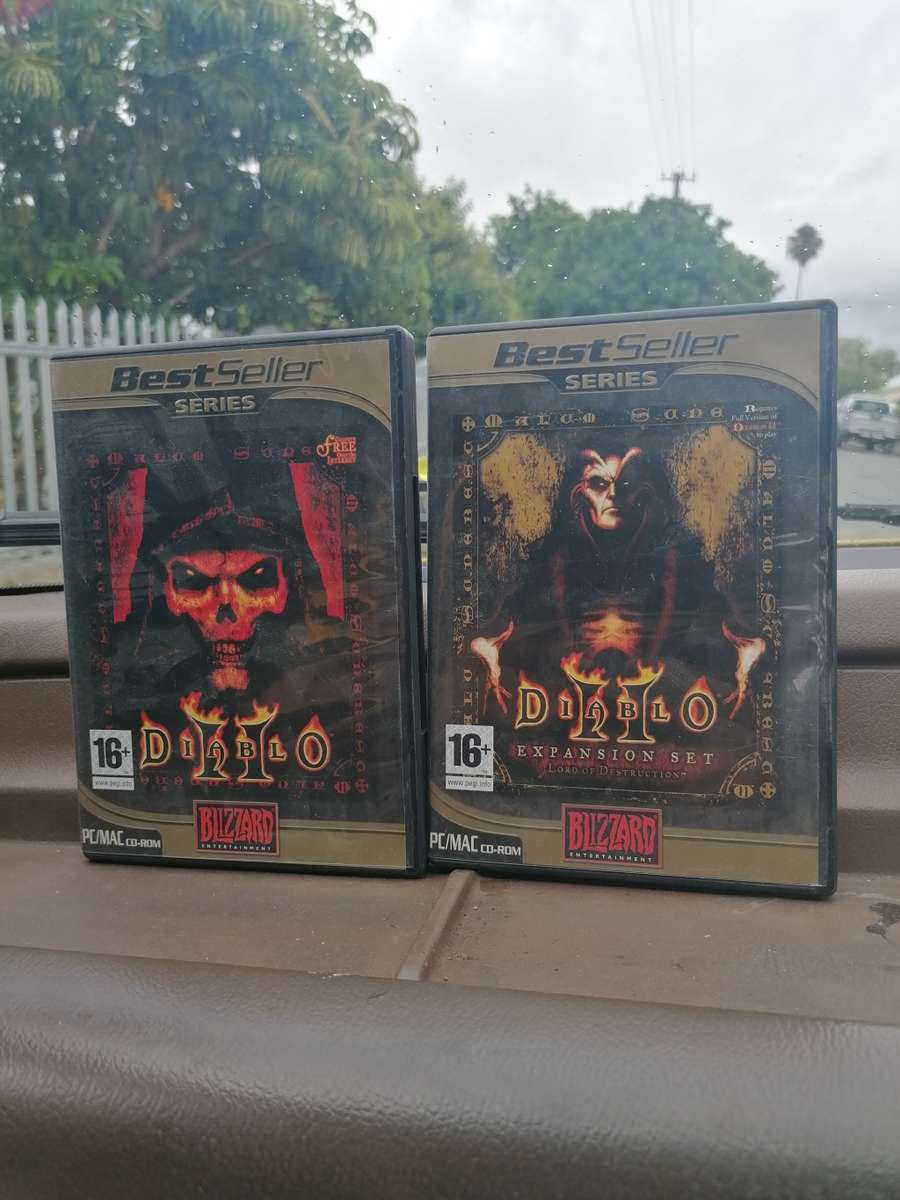 BestSeller
SERIES
FREE
INTERNET
DIABLO
II
16+
www.pegi.info
BLIZZARD
ENTERTAINMENT
PC/MAC CD-ROM
BestSeller
SERIES
Requires
Full Version of
DIABLO II
to play
DIABLO
II
EXPANSION SET
LORD OF DESTRUCTION™
16+
www.pegi.info
BLIZZARD
ENTERTAINMENT
PC/MAC CD-ROM